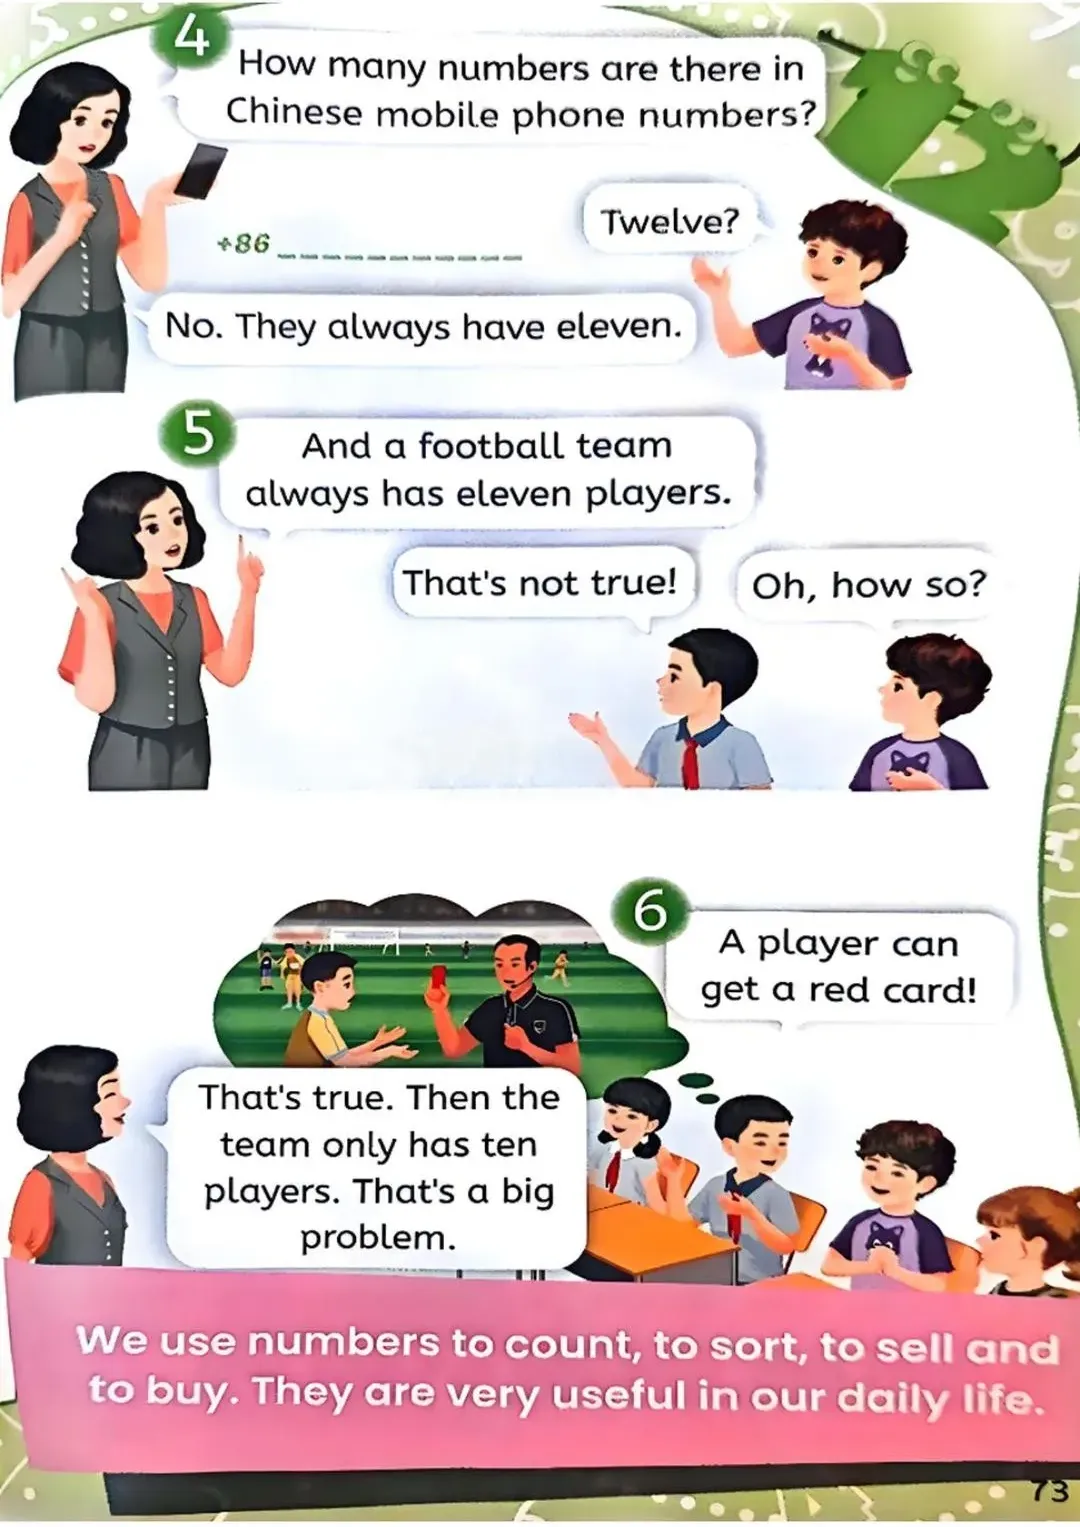 4
How many numbers are there in
Chinese mobile phone numbers?
+86 _ _ _ _ _ _ _ _ _ _ _
Twelve?
No. They always have eleven.
5
And a football team
always has eleven players.
That's not true!
Oh, how so?
6
A player can
get a red card!
That's true. Then the
team only has ten
players. That's a big
problem.
We use numbers to count, to sort, to sell and
to buy. They are very useful in our daily life.
73